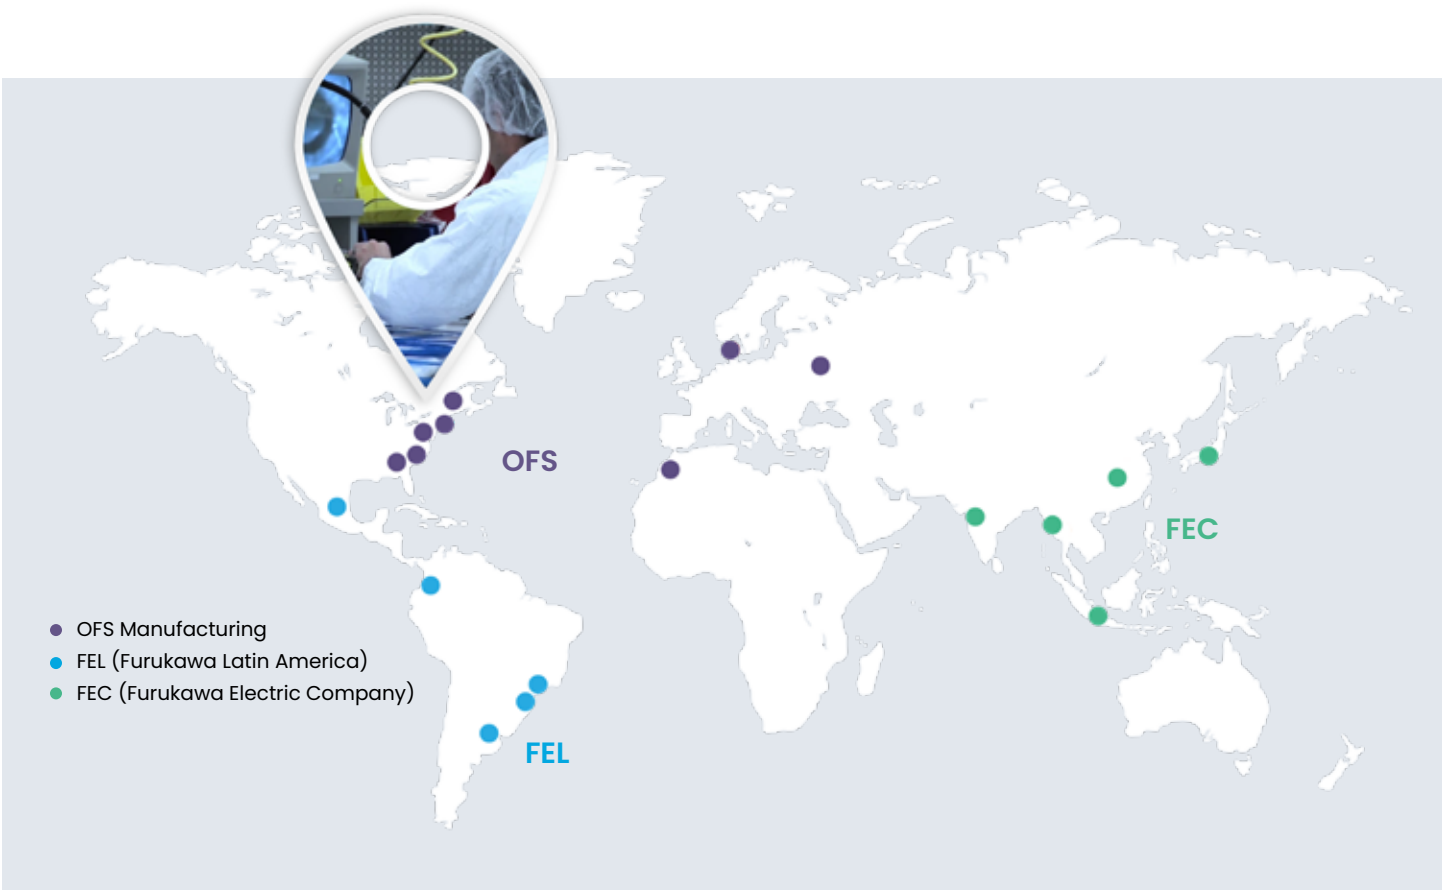 OFS
FEC
OFS Manufacturing
FEL (Furukawa Latin America)
FEC (Furukawa Electric Company)
FEL